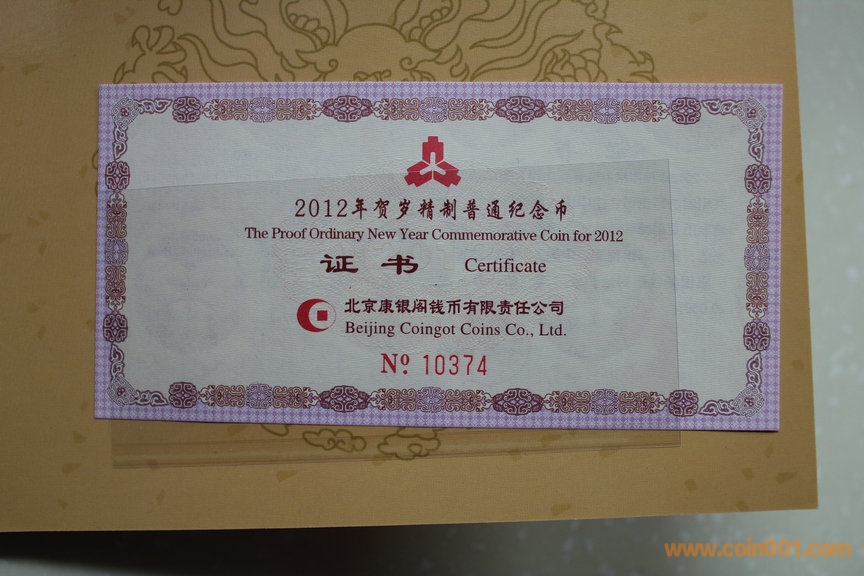 2012年贺岁精制普通纪念币
The Proof Ordinary New Year Commemorative Coin for 2012
证书 Certificate
北京康银阁钱币有限责任公司
Beijing Coingot Coins Co., Ltd.
Nº 10374
www.coin001.com